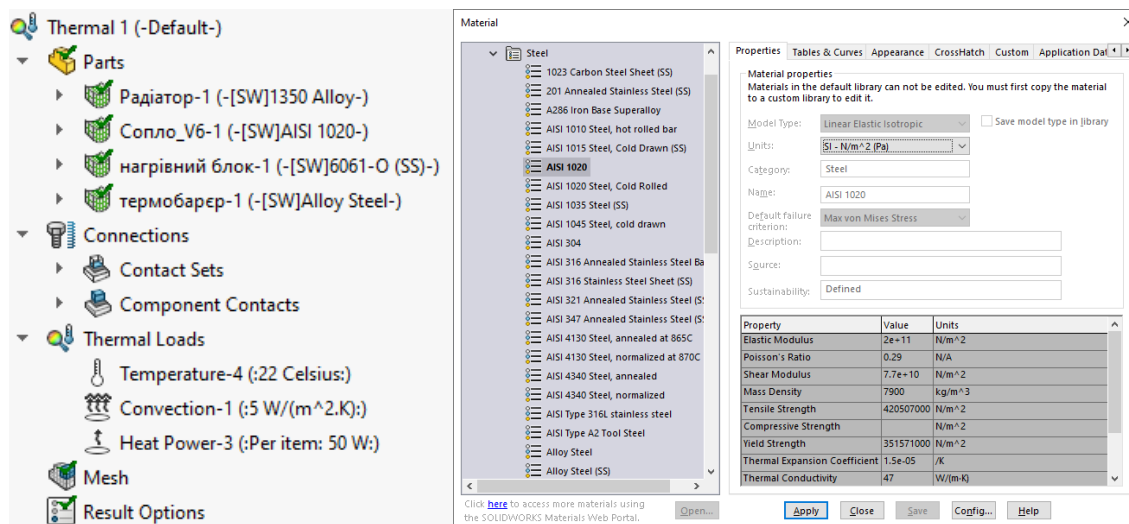 Thermal 1 (-Default-)
Parts
Радіатор-1 (-[SW]1350 Alloy-)
Сопло_V6-1 (-[SW]AISI 1020-)
нагрівний блок-1 (-[SW]6061-O (SS)-)
термобарєр-1 (-[SW]Alloy Steel-)
Connections
Contact Sets
Component Contacts
Thermal Loads
Temperature-4 (:22 Celsius:)
Convection-1 (:5 W/(m^2.K):)
Heat Power-3 (:Per item: 50 W:)
Mesh
Result Options
Material
Steel
1023 Carbon Steel Sheet (SS)
201 Annealed Stainless Steel (SS)
A286 Iron Base Superalloy
AISI 1010 Steel, hot rolled bar
AISI 1015 Steel, Cold Drawn (SS)
AISI 1020
AISI 1020 Steel, Cold Rolled
AISI 1035 Steel (SS)
AISI 1045 Steel, cold drawn
AISI 304
AISI 316 Annealed Stainless Steel Ba
AISI 316 Stainless Steel Sheet (SS)
AISI 321 Annealed Stainless Steel (S
AISI 347 Annealed Stainless Steel (S
AISI 4130 Steel, annealed at 865C
AISI 4130 Steel, normalized at 870C
AISI 4340 Steel, annealed
AISI 4340 Steel, normalized
AISI Type 316L stainless steel
AISI Type A2 Tool Steel
Alloy Steel
Alloy Steel (SS)
Click here to access more materials using
the SOLIDWORKS Materials Web Portal.
Open...
Properties Tables & Curves Appearance CrossHatch Custom Application Dat
Material properties
Materials in the default library can not be edited. You must first copy the material
to a custom library to edit it.
Model Type: Linear Elastic Isotropic Save model type in library
Units: SI - N/m^2 (Pa)
Category: Steel
Name: AISI 1020
Default failure
criterion: Max von Mises Stress
Description:
Source:
Sustainability: Defined
Property Value Units
Elastic Modulus 2e+11 N/m^2
Poisson's Ratio 0.29 N/A
Shear Modulus 7.7e+10 N/m^2
Mass Density 7900 kg/m^3
Tensile Strength 420507000 N/m^2
Compressive Strength N/m^2
Yield Strength 351571000 N/m^2
Thermal Expansion Coefficient 1.5e-05 /K
Thermal Conductivity 47 W/(m·K)
Apply Close Save Config... Help